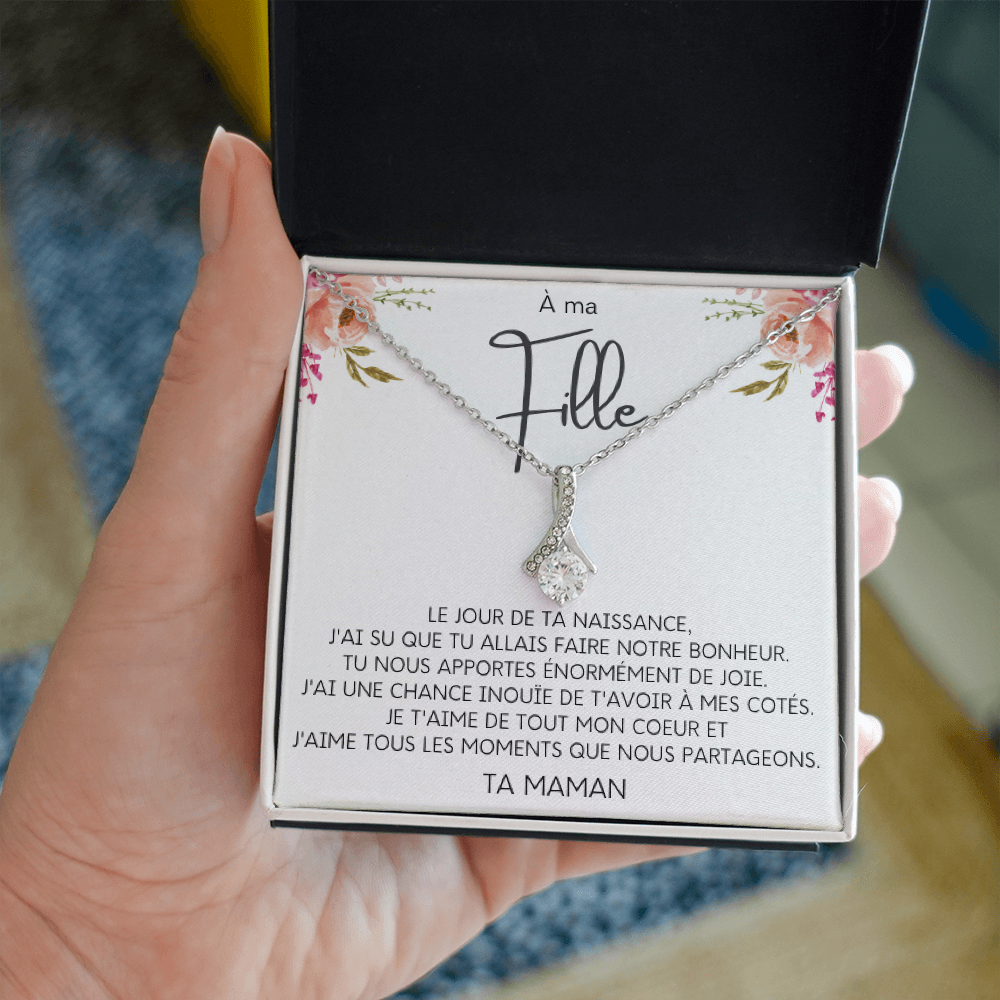 À ma
Fille
LE JOUR DE TA NAISSANCE,
J'AI SU QUE TU ALLAIS FAIRE NOTRE BONHEUR.
TU NOUS APPORTES ÉNORMÉMENT DE JOIE.
J'AI UNE CHANCE INOUÏE DE T'AVOIR À MES COTÉS.
JE T'AIME DE TOUT MON COEUR ET
J'AIME TOUS LES MOMENTS QUE NOUS PARTAGEONS.
TA MAMAN